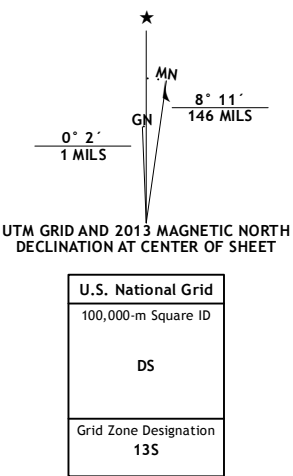 ★
MN
8° 11´
146 MILS
GN
0° 2´
1 MILS
UTM GRID AND 2013 MAGNETIC NORTH
DECLINATION AT CENTER OF SHEET
U.S. National Grid
100,000-m Square ID
DS
Grid Zone Designation
13S